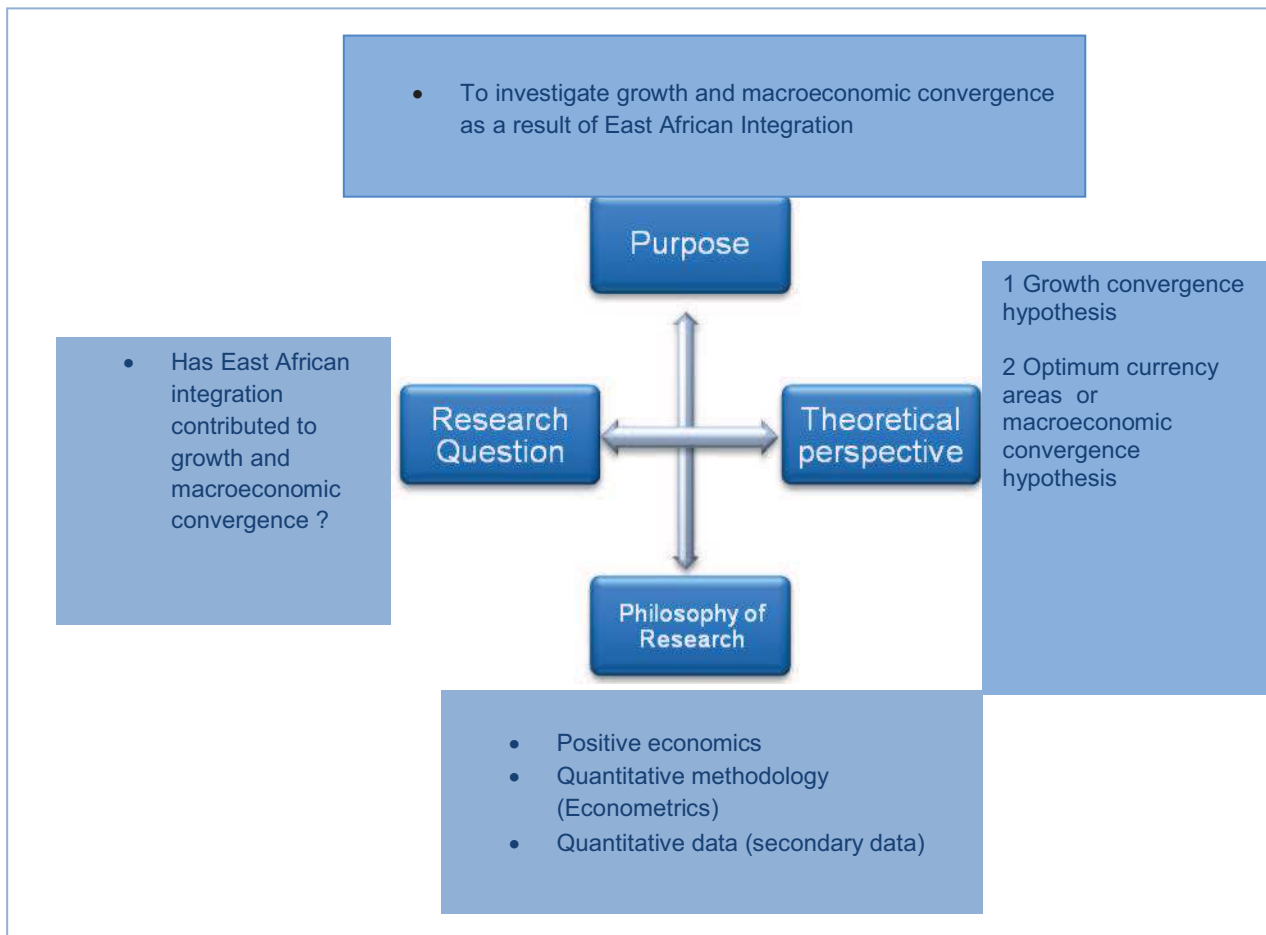 • To investigate growth and macroeconomic convergence
as a result of East African Integration
Purpose
1 Growth convergence
hypothesis
2 Optimum currency
areas or
macroeconomic
convergence
hypothesis
• Has East African
integration
contributed to
growth and
macroeconomic
convergence ?
Research
Question
Theoretical
perspective
Philosophy of
Research
• Positive economics
• Quantitative methodology
(Econometrics)
• Quantitative data (secondary data)